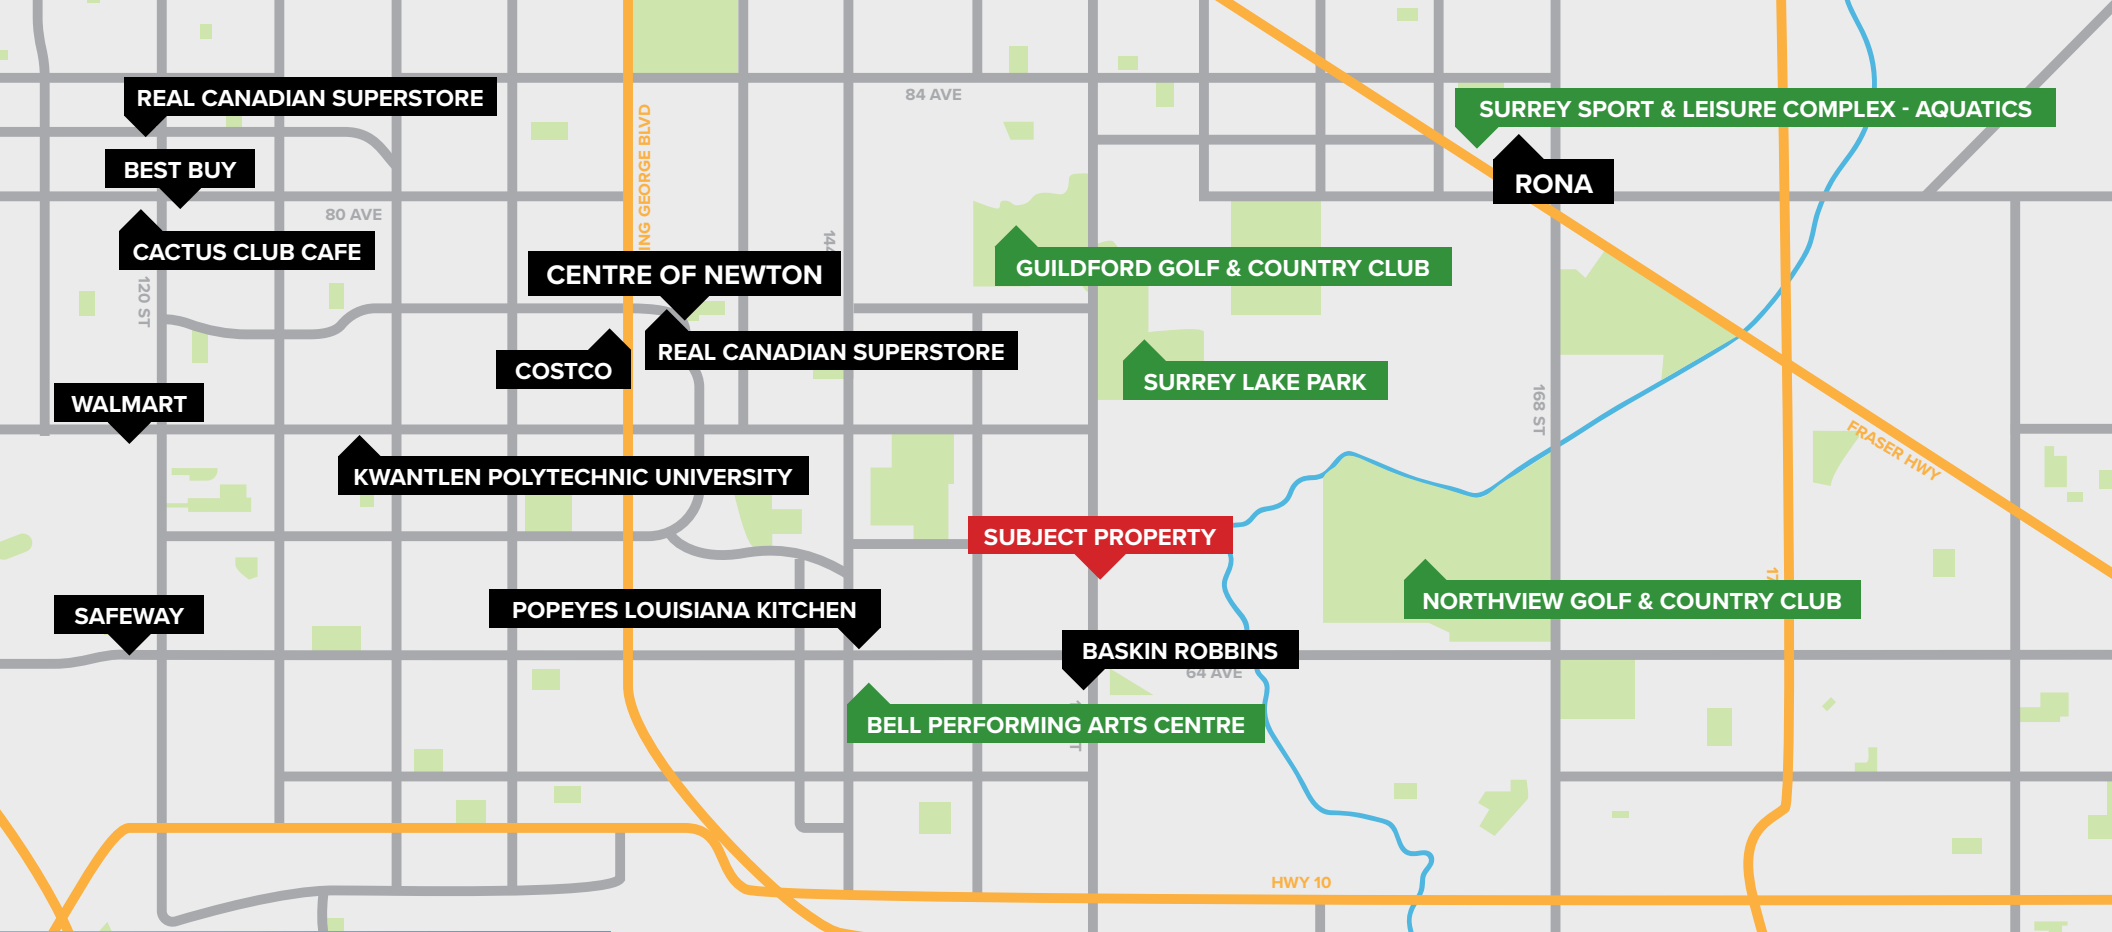 84 AVE
REAL CANADIAN SUPERSTORE
SURREY SPORT & LEISURE COMPLEX - AQUATICS
BEST BUY
RONA
80 AVE
CACTUS CLUB CAFE
CENTRE OF NEWTON
GUILDFORD GOLF & COUNTRY CLUB
120 ST
REAL CANADIAN SUPERSTORE
COSTCO
SURREY LAKE PARK
WALMART
168 ST
FRASER HWY
KWANTLEN POLYTECHNIC UNIVERSITY
SUBJECT PROPERTY
NORTHVIEW GOLF & COUNTRY CLUB
SAFEWAY
POPEYES LOUISIANA KITCHEN
BASKIN ROBBINS
64 AVE
BELL PERFORMING ARTS CENTRE
HWY 10
GEORGE BLVD